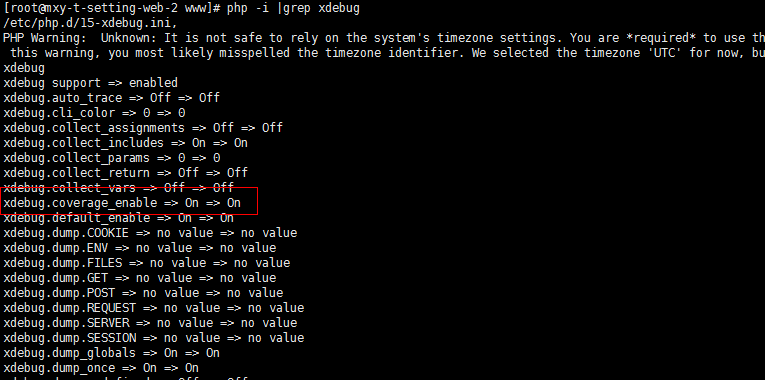 [root@mxy-t-setting-web-2 www]# php -i |grep xdebug
/etc/php.d/15-xdebug.ini,
PHP Warning:  Unknown: It is not safe to rely on the system's timezone settings. You are *required* to use th
 this warning, you most likely misspelled the timezone identifier. We selected the timezone 'UTC' for now, bu
xdebug
xdebug support => enabled
xdebug.auto_trace => Off => Off
xdebug.cli_color => 0 => 0
xdebug.collect_assignments => Off => Off
xdebug.collect_includes => On => On
xdebug.collect_params => 0 => 0
xdebug.collect_return => Off => Off
xdebug.collect_vars => Off => Off
xdebug.coverage_enable => On => On
xdebug.default_enable => On => On
xdebug.dump.COOKIE => no value => no value
xdebug.dump.ENV => no value => no value
xdebug.dump.FILES => no value => no value
xdebug.dump.GET => no value => no value
xdebug.dump.POST => no value => no value
xdebug.dump.REQUEST => no value => no value
xdebug.dump.SERVER => no value => no value
xdebug.dump.SESSION => no value => no value
xdebug.dump_globals => On => On
xdebug.dump_once => On => On